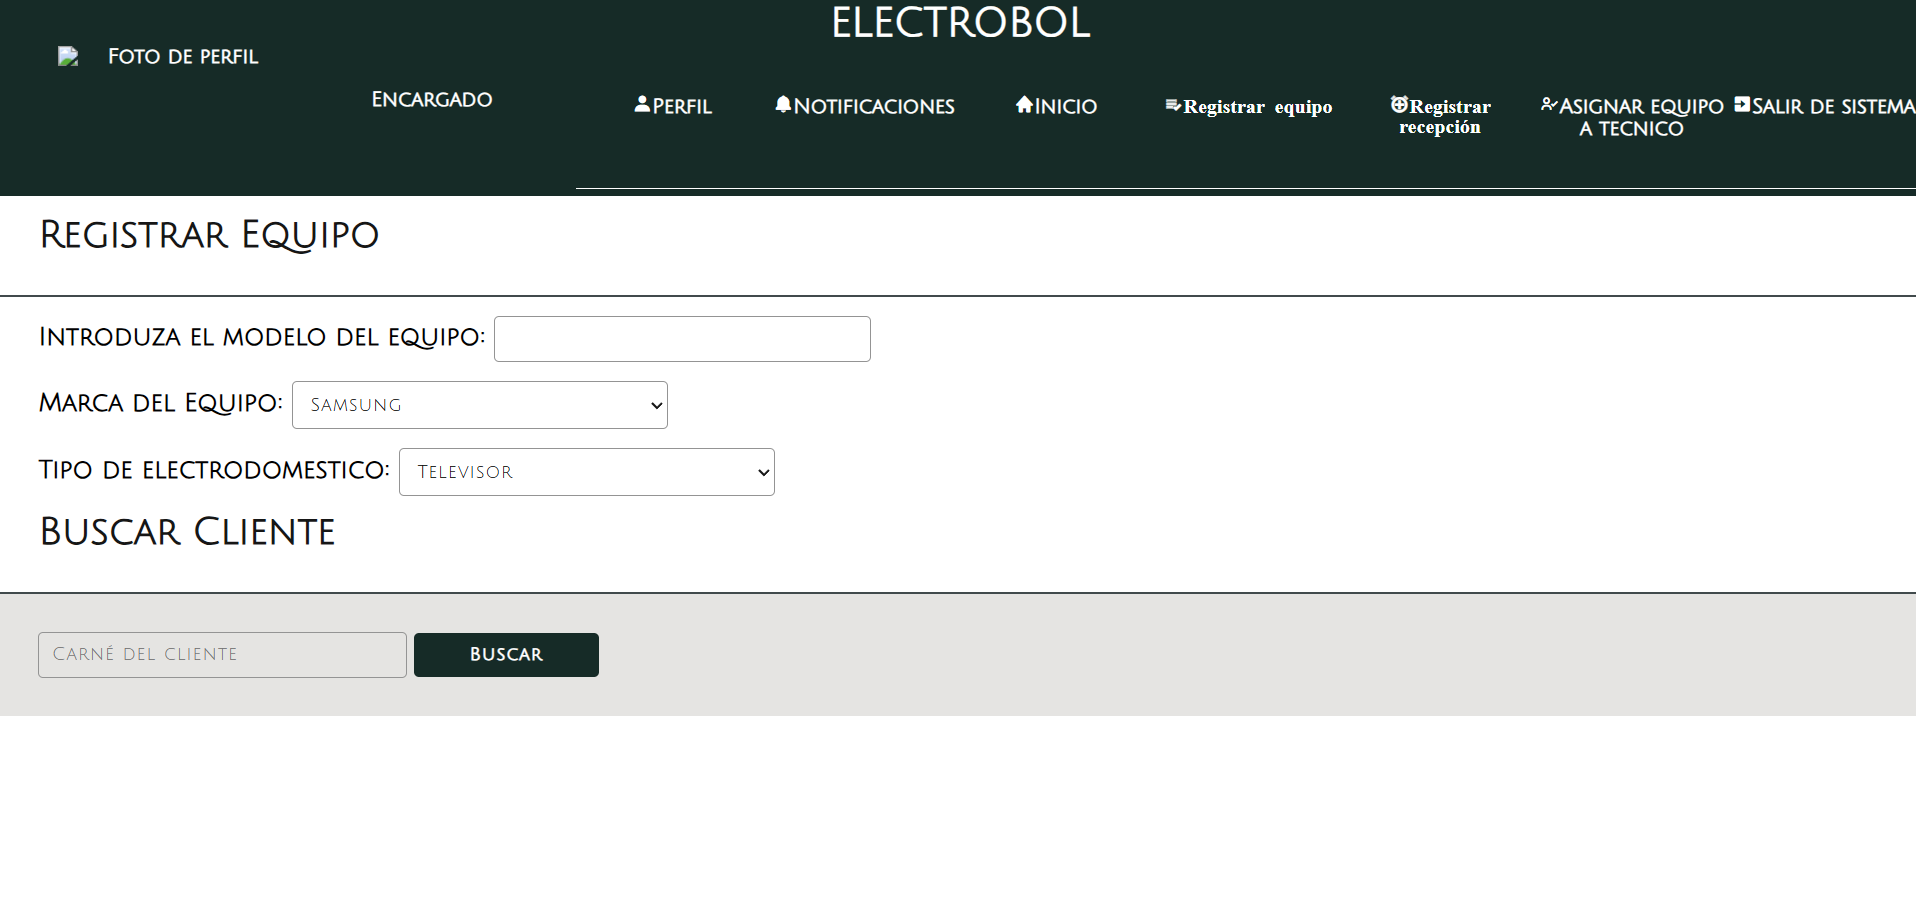 ELECTROBOL
Foto de perfil
Encargado
Perfil
Notificaciones
Inicio
Registrar equipo
Registrar
recepción
Asignar equipo
a tecnico
Salir de sistema
Registrar Equipo
Introduza el modelo del equipo:
Marca del Equipo: Samsung
Tipo de electrodomestico: Televisor
Buscar Cliente
Carné del cliente
Buscar